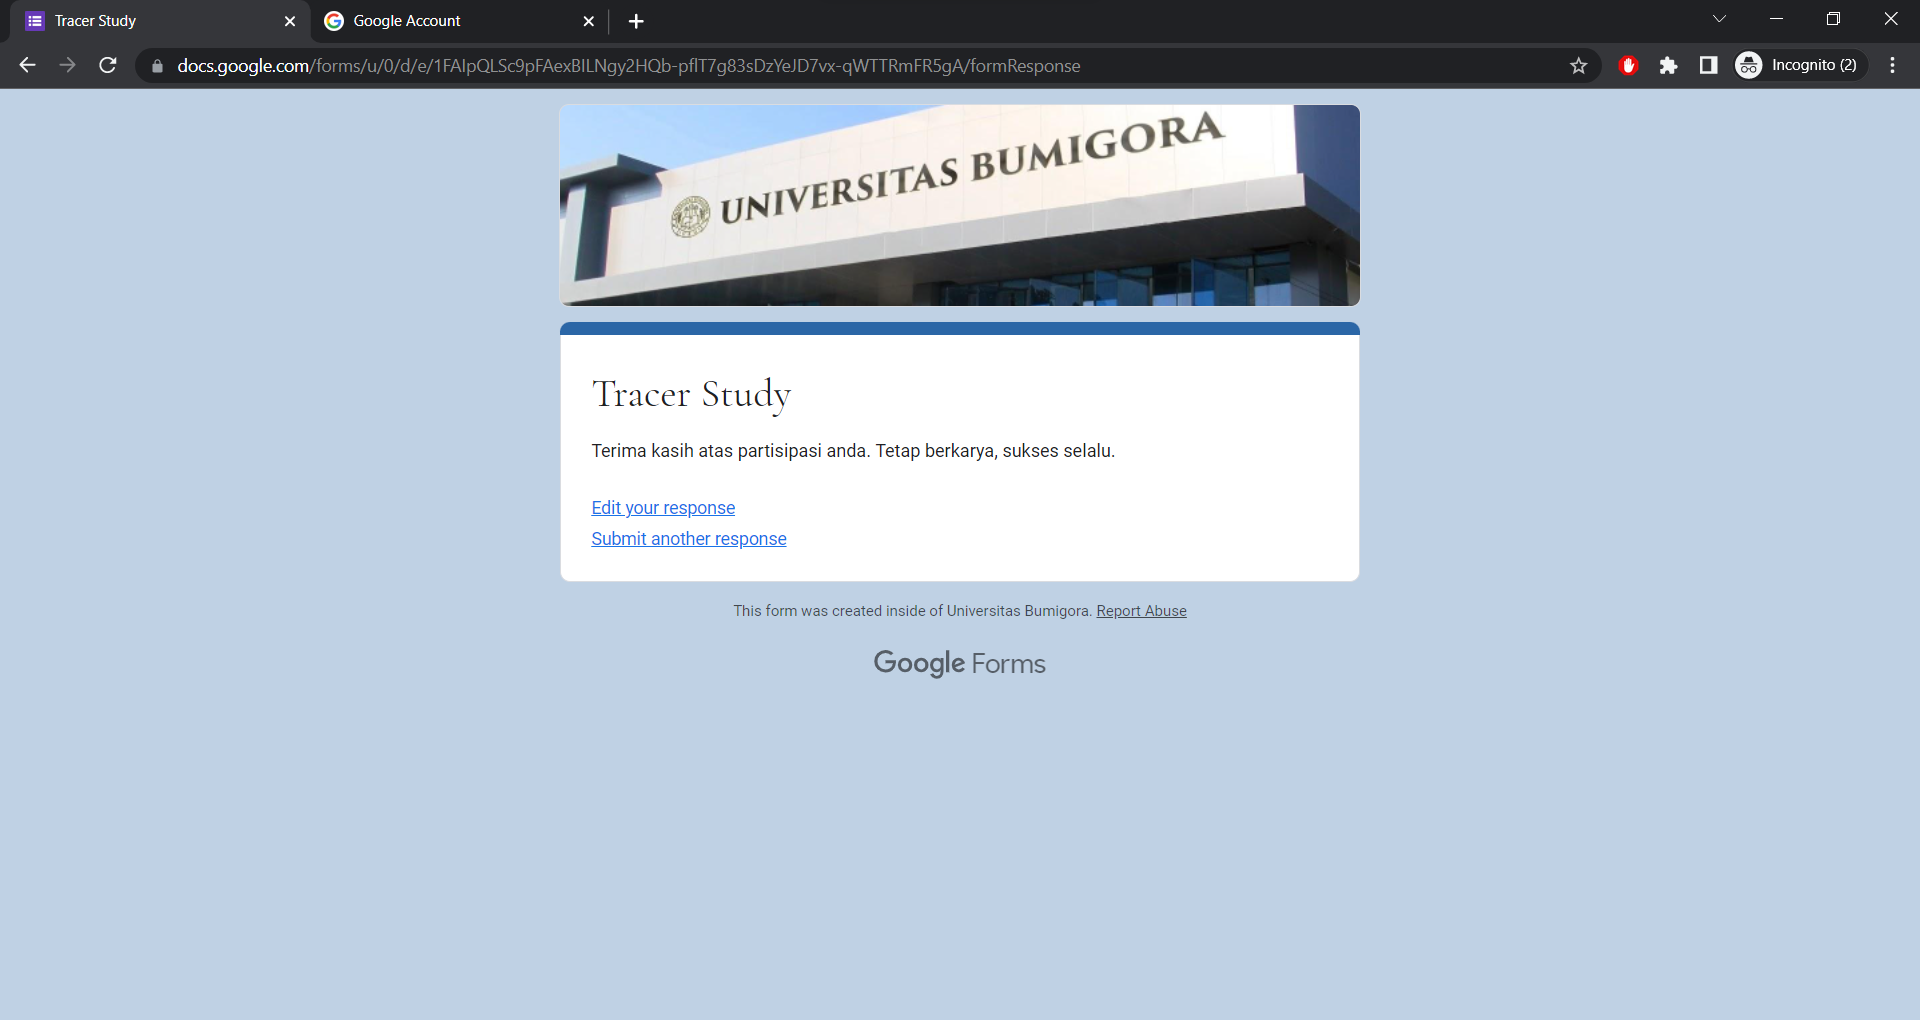 Tracer Study
Google Account
docs.google.com/forms/u/0/d/e/1FAIpQLSc9pFAexBILNgy2HQb-pflT7g83sDzYeJD7vx-qWTTRmFR5gA/formResponse
Incognito (2)
UNIVERSITAS BUMIGORA
Tracer Study
Terima kasih atas partisipasi anda. Tetap berkarya, sukses selalu.
Edit your response
Submit another response
This form was created inside of Universitas Bumigora. Report Abuse
Google Forms